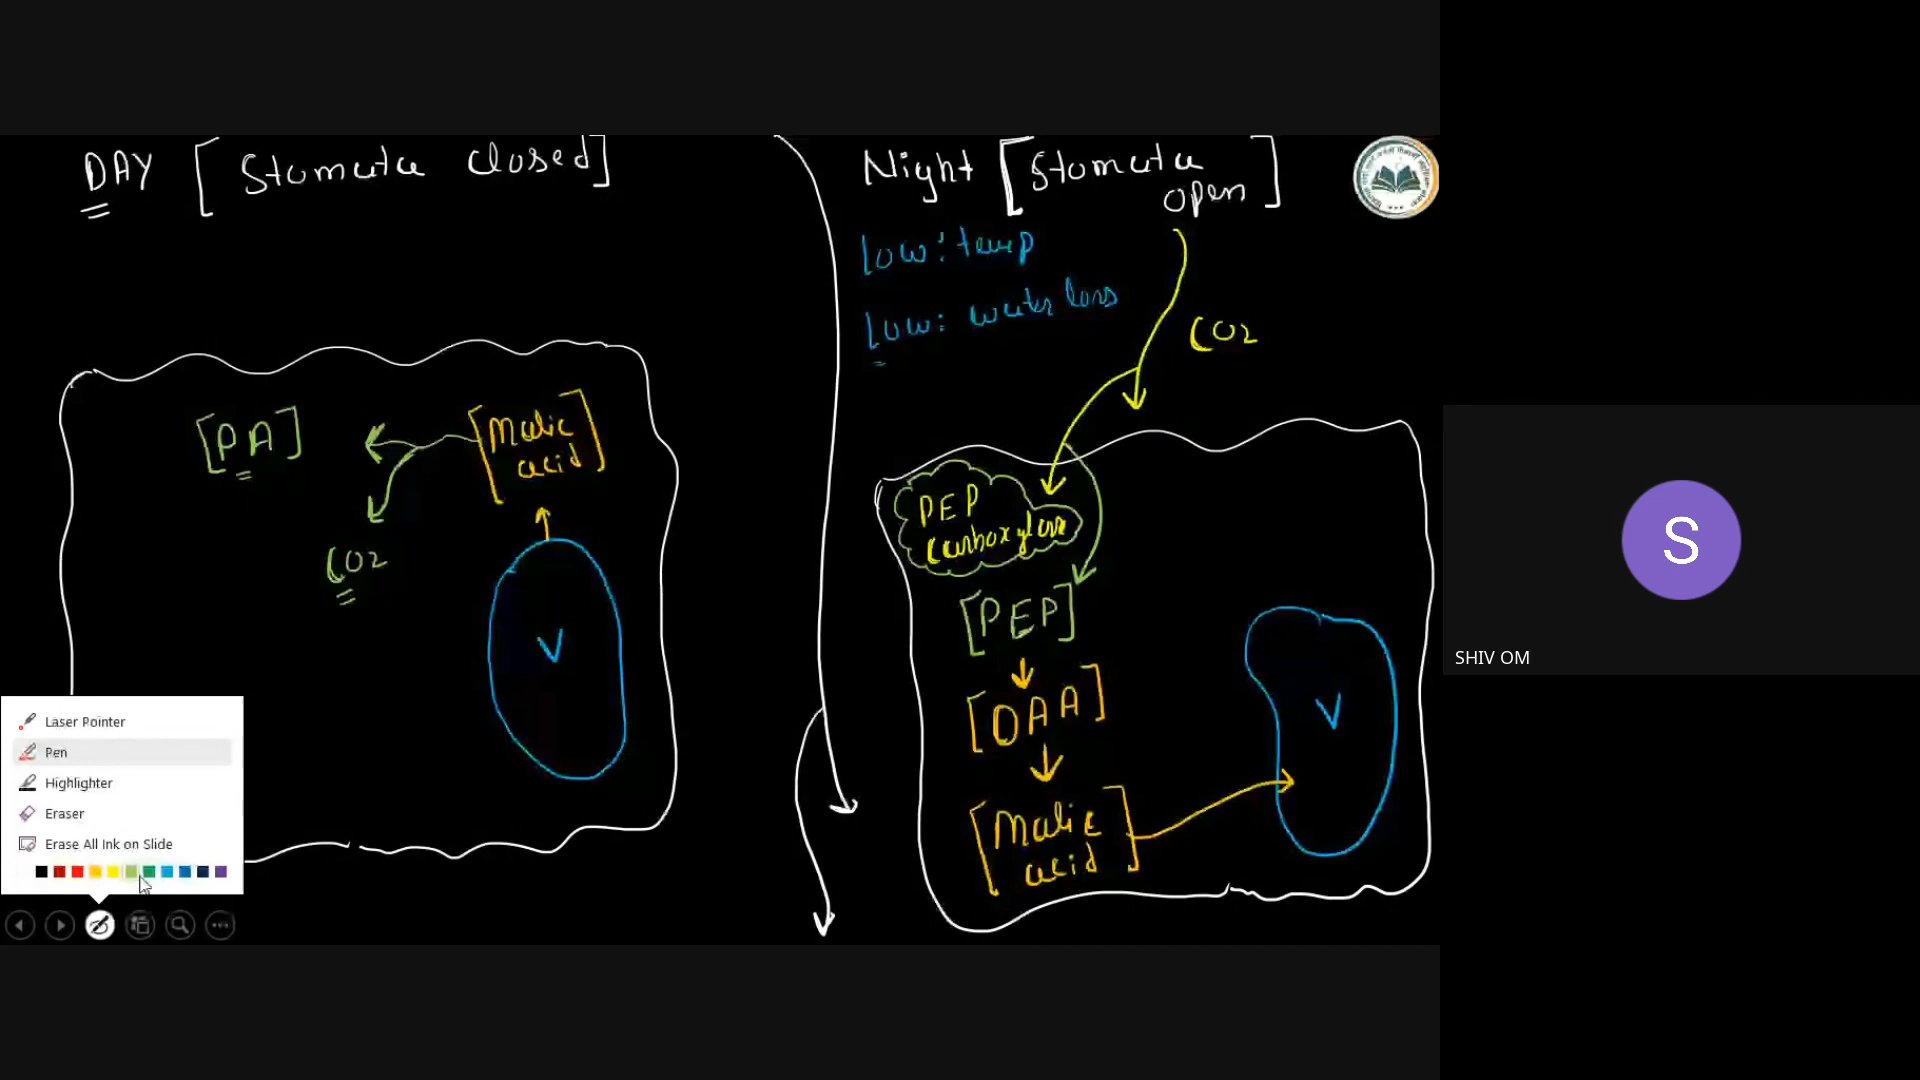 DAY [Stomata closed]
Night [Stomata
open]
Low: temp
Low: water loss
CO2
[PA]
[Malic
acid]
CO2
V
PEP
Carboxylase
[PEP]
[OAA]
[Malic
acid]
V
Laser Pointer
Pen
Highlighter
Eraser
Erase All Ink on Slide
S
SHIV OM